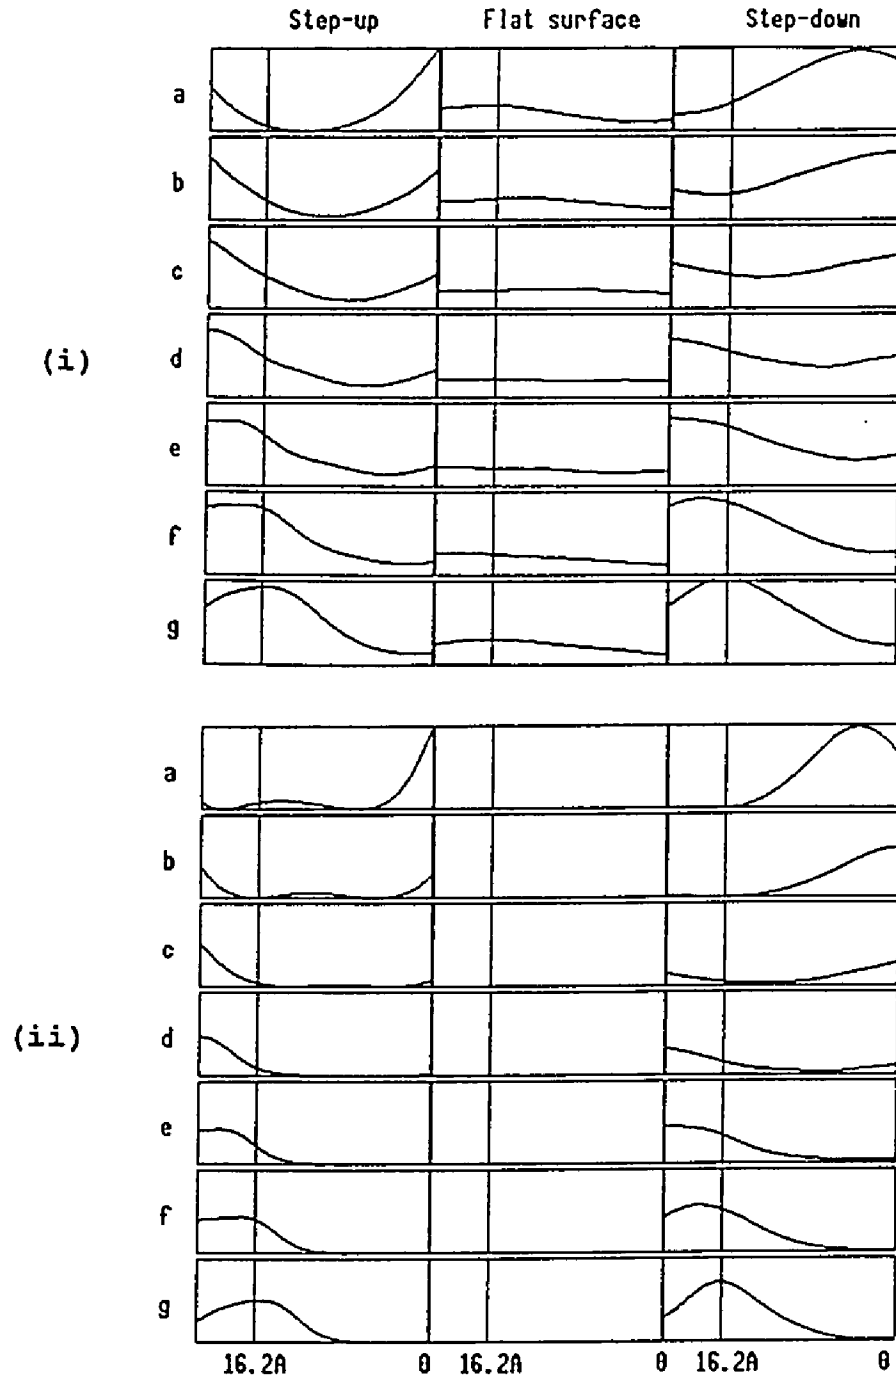 Step-up Flat surface Step-down
a
b
c
(i) d
e
f
g
a
b
c
(ii) d
e
f
g
16.2A 0 16.2A 0 16.2A 0